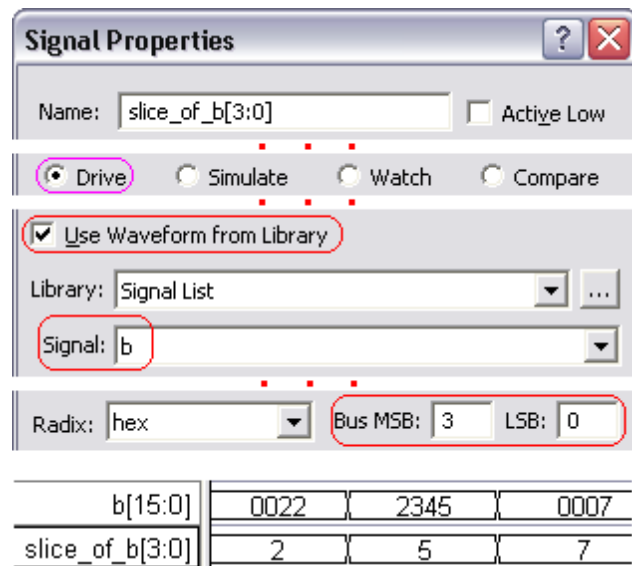 Signal Properties
Name: slice_of_b[3:0] Active Low
Drive Simulate Watch Compare
Use Waveform from Library
Library: Signal List ...
Signal: b
Radix: hex Bus MSB: 3 LSB: 0
b[15:0] 0022 2345 0007
slice_of_b[3:0] 2 5 7